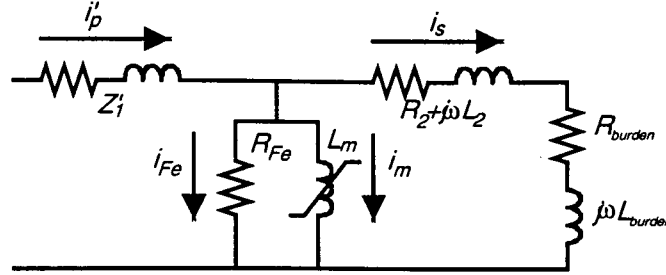 i'p
is
Z'1
R2+jωL2
Rburden
iFe
RFe
Lm
im
jωLburden